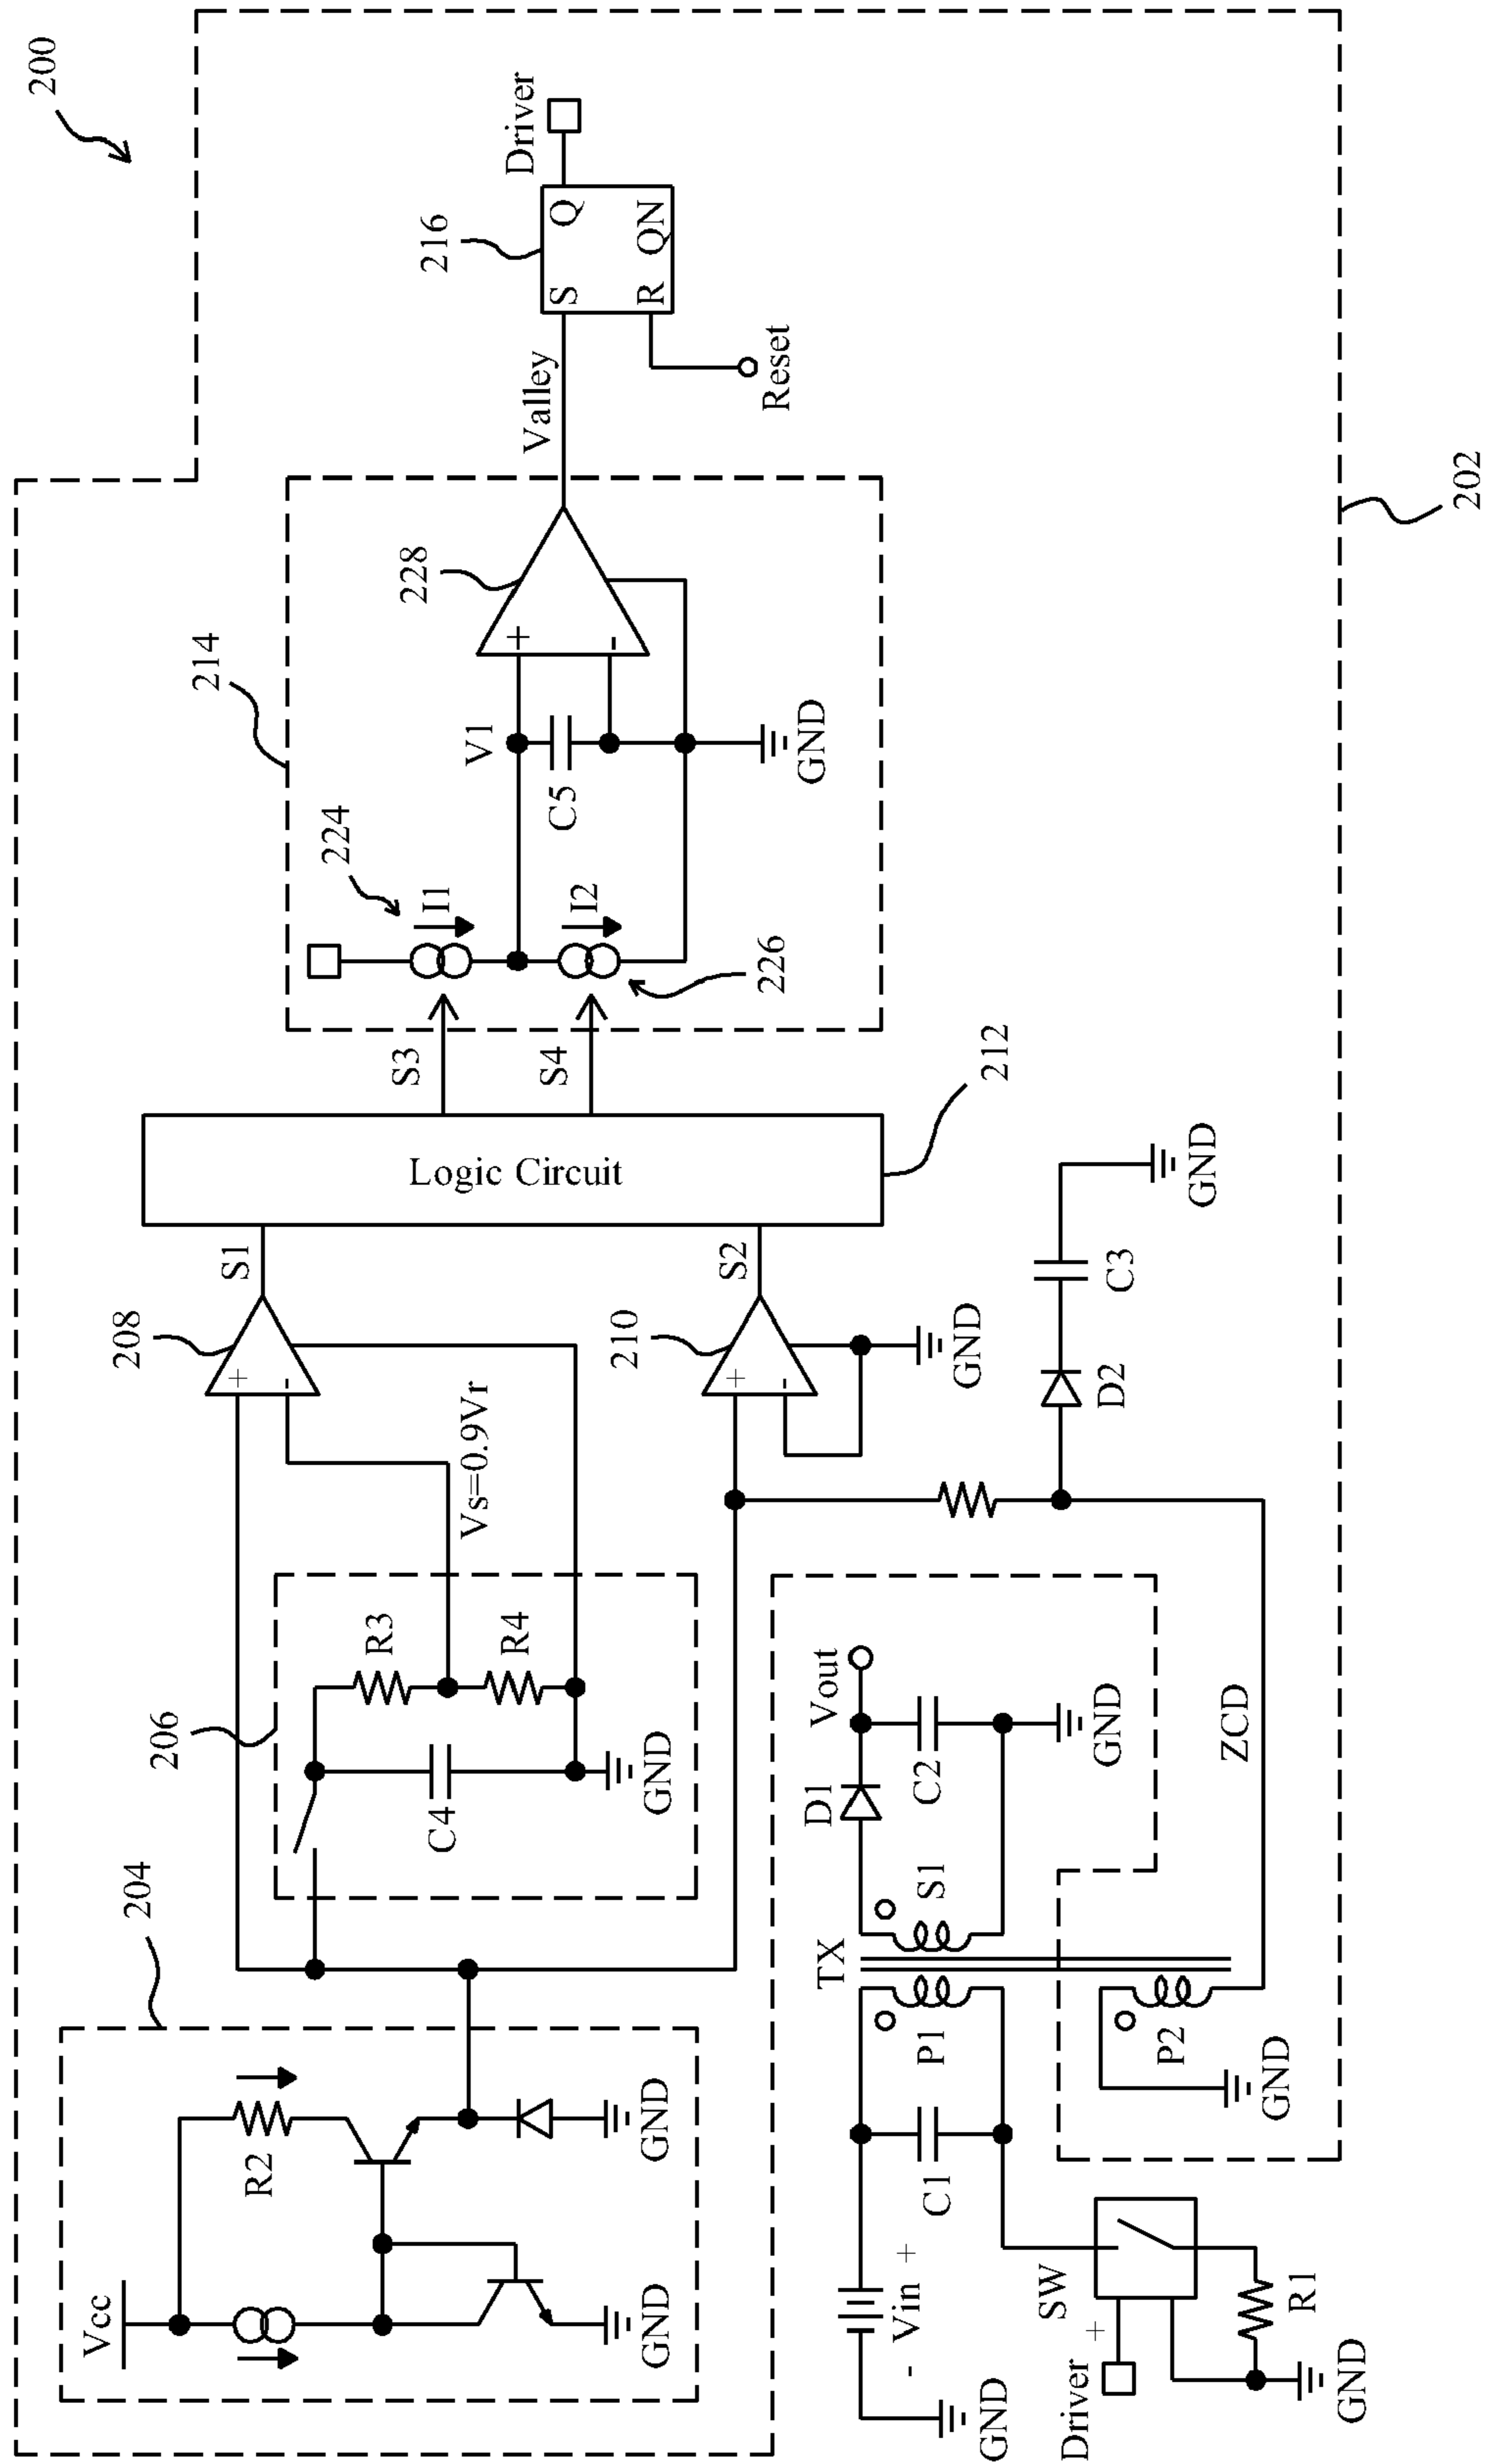 200
202
204
Vcc
R2
GND
GND
206
R3
R4
C4
GND
Vs=0.9Vr
208
+
-
S1
210
+
-
S2
GND
Logic Circuit
212
S3
S4
214
224
I1
I2
226
V1
C5
GND
228
+
-
Valley
216
S
Q
R
QN
Driver
Reset
D2
C3
GND
TX
P1
S1
D1
Vout
C2
GND
P2
GND
ZCD
C1
Vin
+
-
GND
SW
Driver
+
R1
GND